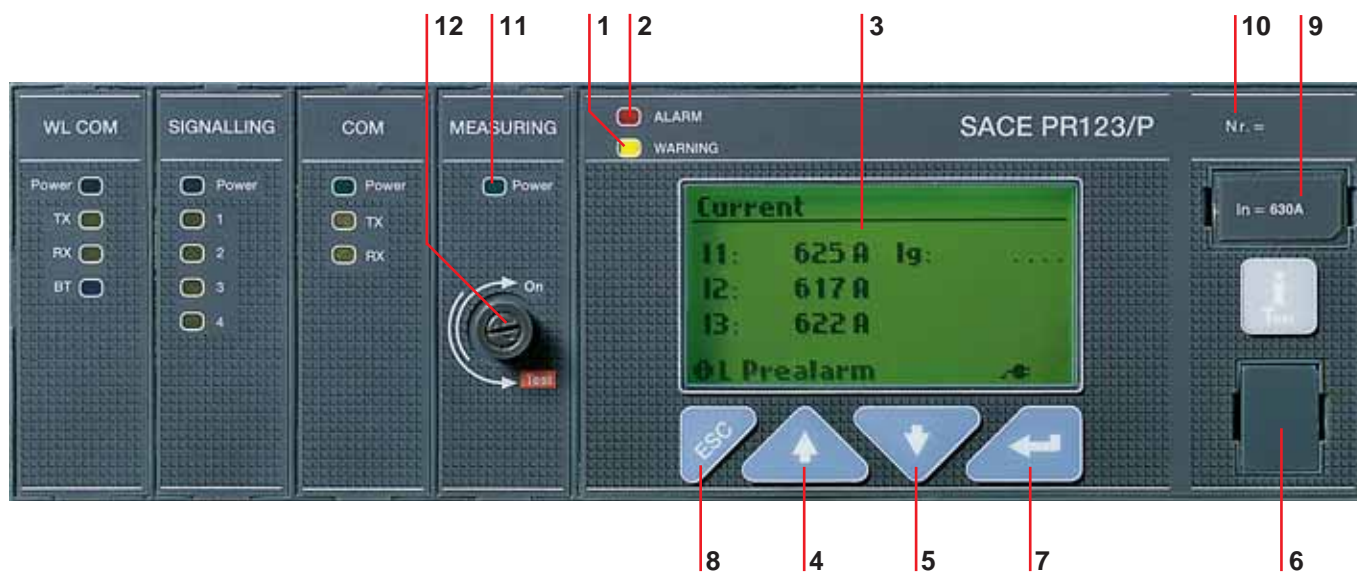 12 11 1 2 3 10 9
WL COM SIGNALLING COM MEASURING
ALARM
WARNING
SACE PR123/P
Nr. =
Power Power Power Power
TX 1 TX
RX 2 RX
BT 3
4
On
Test
Current
I1: 625 A Ig: ....
I2: 617 A
I3: 622 A
L Prealarm
In = 630A
i
Test
ESC
8 4 5 7 6